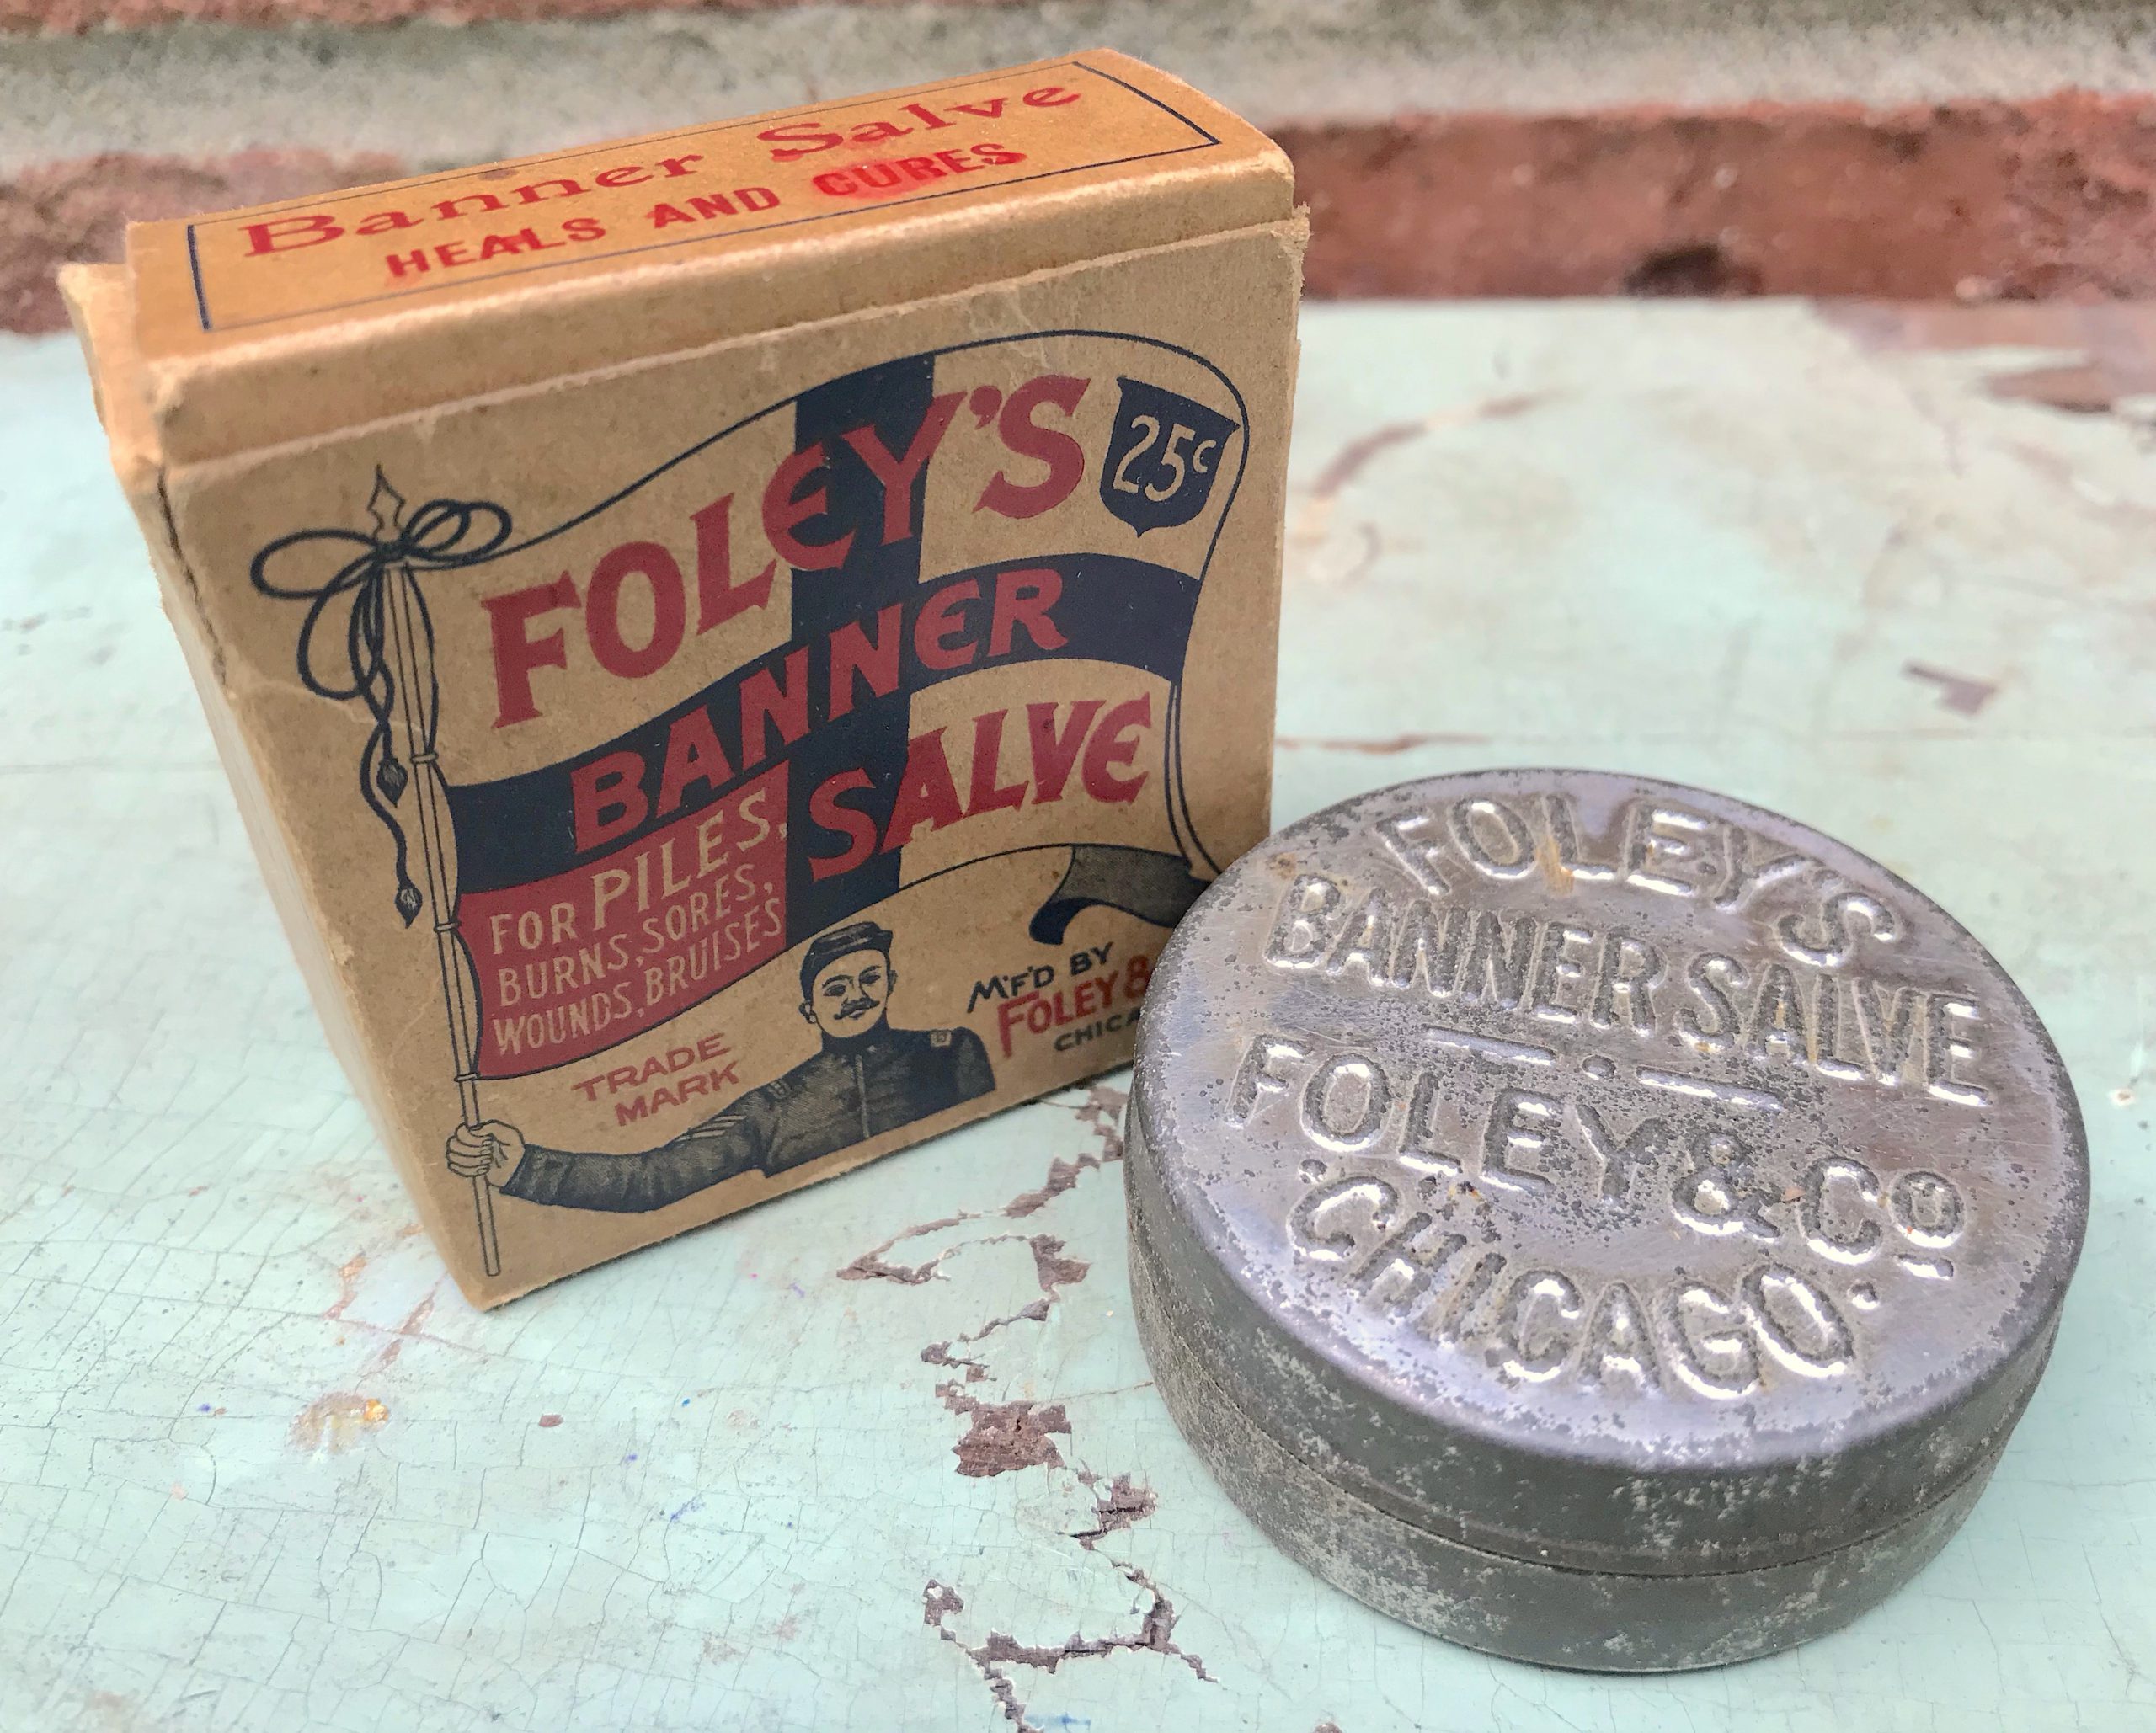 Banner Salve
HEALS AND CURES
FOLEY'S
25¢
BANNER
SALVE
FOR PILES,
BURNS, SORES,
WOUNDS, BRUISES
TRADE
MARK
M'F'D BY
FOLEY &
FOLEY'S
BANNER SALVE
FOLEY & Co
CHICAGO